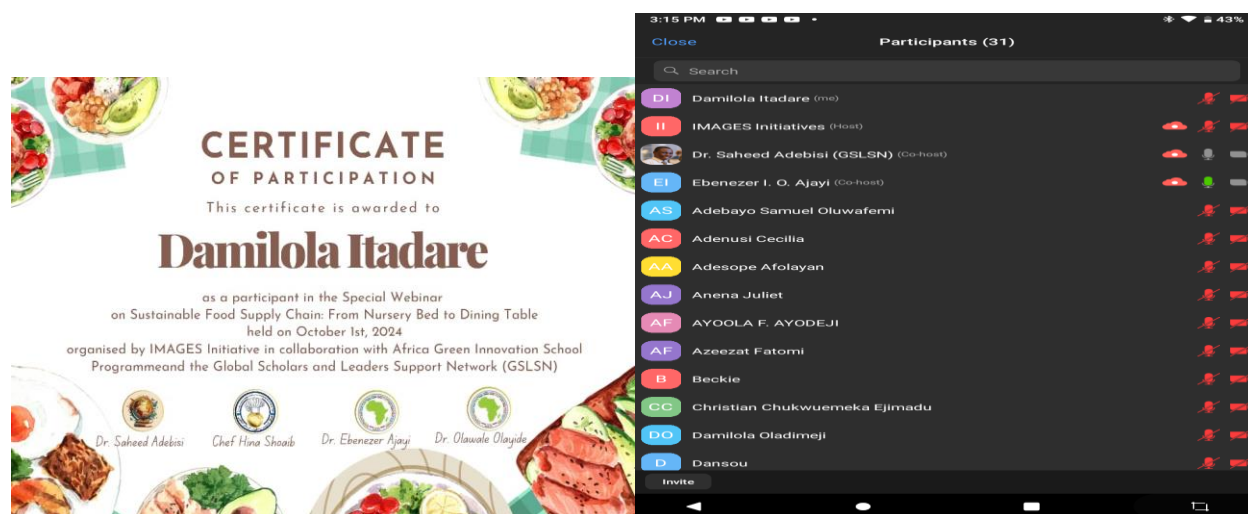 CERTIFICATE
OF PARTICIPATION
This certificate is awarded to
Damilola Itadare
as a participant in the Special Webinar
on Sustainable Food Supply Chain: From Nursery Bed to Dining Table
held on October 1st, 2024
organised by IMAGES Initiative in collaboration with Africa Green Innovation School
Programmeand the Global Scholars and Leaders Support Network (GSLSN)
Dr. Saheed Adebisi
Chef Hina Shoaib
Dr. Ebenezer Ajayi
Dr. Olawale Olayide
3:15 PM
43%
Close
Participants (31)
Search
DI Damilola Itadare (me)
II IMAGES Initiatives (Host)
Dr. Saheed Adebisi (GSLSN) (Co-host)
EI Ebenezer I. O. Ajayi (Co-host)
AS Adebayo Samuel Oluwafemi
AC Adenusi Cecilia
AA Adesope Afolayan
AJ Anena Juliet
AF AYOOLA F. AYODEJI
AF Azeezat Fatomi
B Beckie
CC Christian Chukwuemeka Ejimadu
DO Damilola Oladimeji
D Dansou
Invite